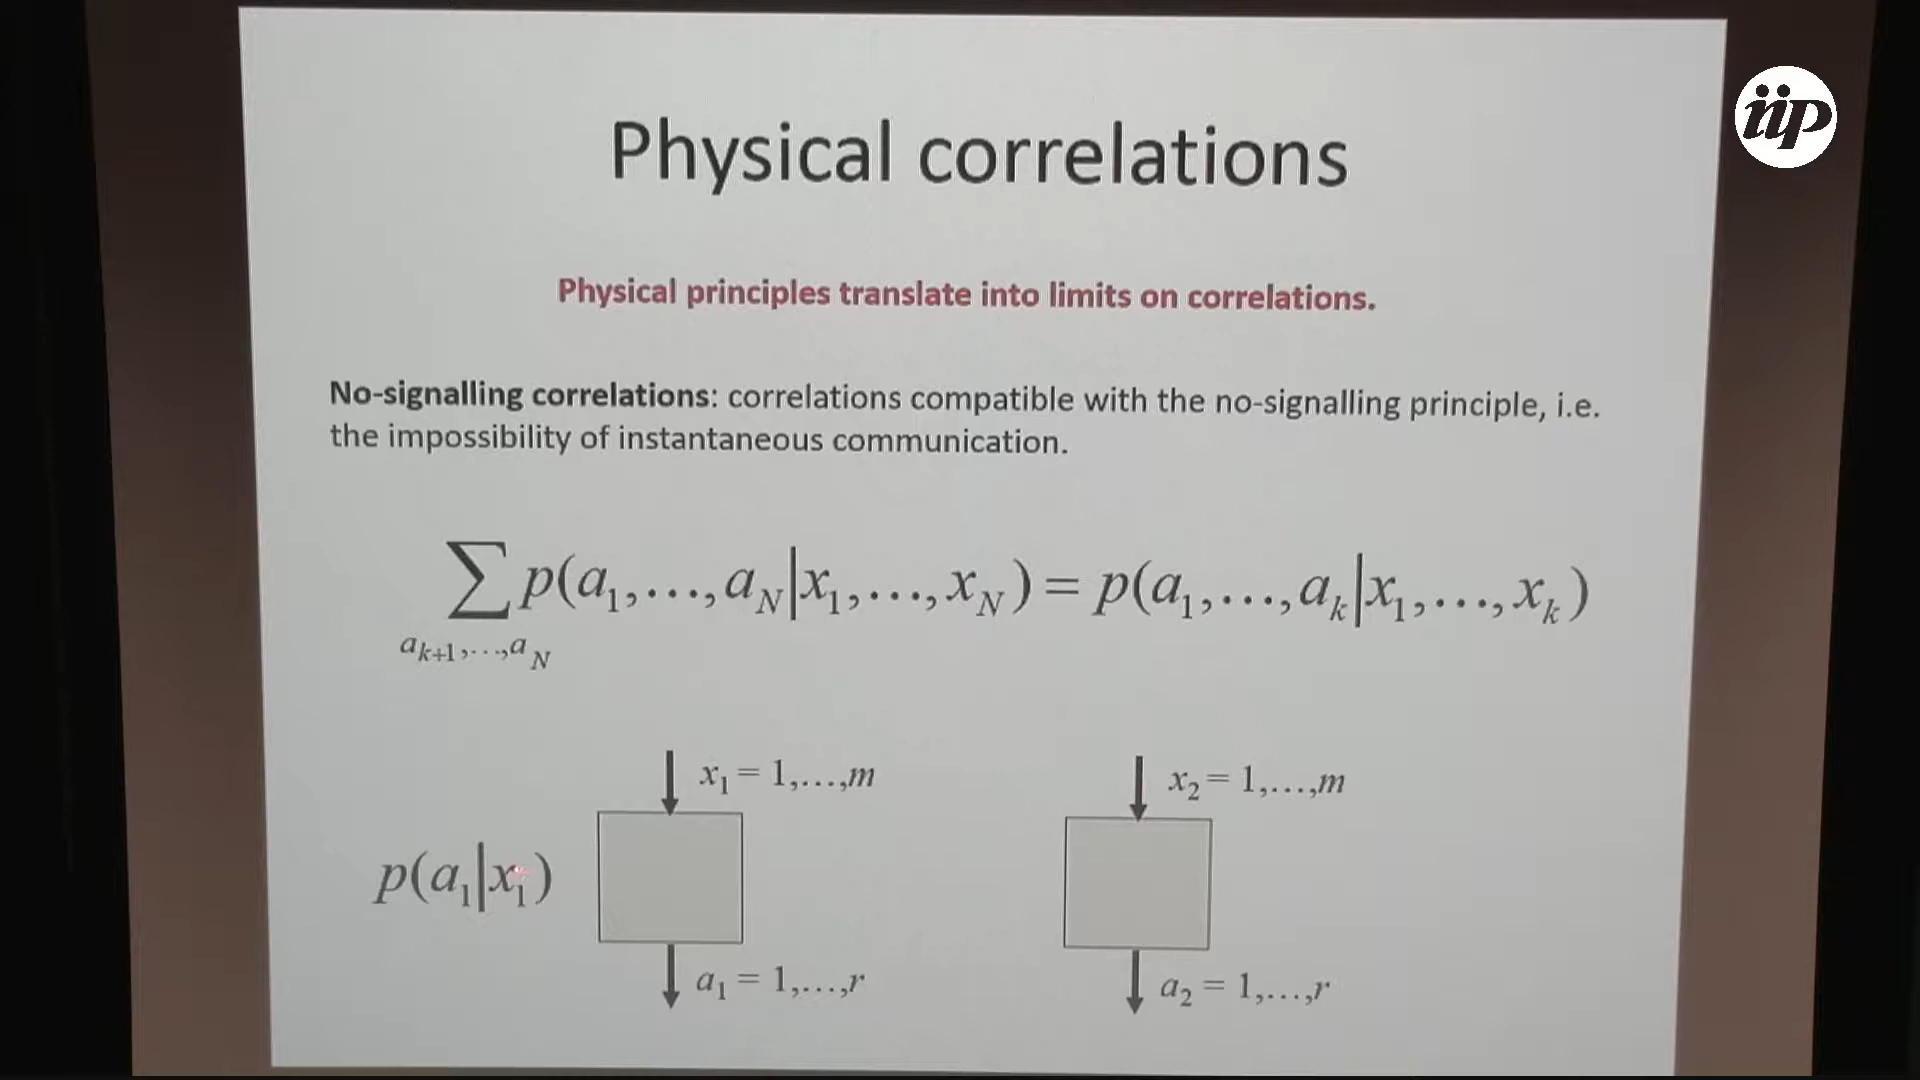 iip
Physical correlations
Physical principles translate into limits on correlations.
No-signalling correlations: correlations compatible with the no-signalling principle, i.e.
the impossibility of instantaneous communication.
∑ p(a₁,...,a_N|x₁,...,x_N) = p(a₁,...,a_k|x₁,...,x_k)
a_{k+1},...,a_N
x₁ = 1,...,m
x₂ = 1,...,m
p(a₁|x₁)
a₁ = 1,...,r
a₂ = 1,...,r